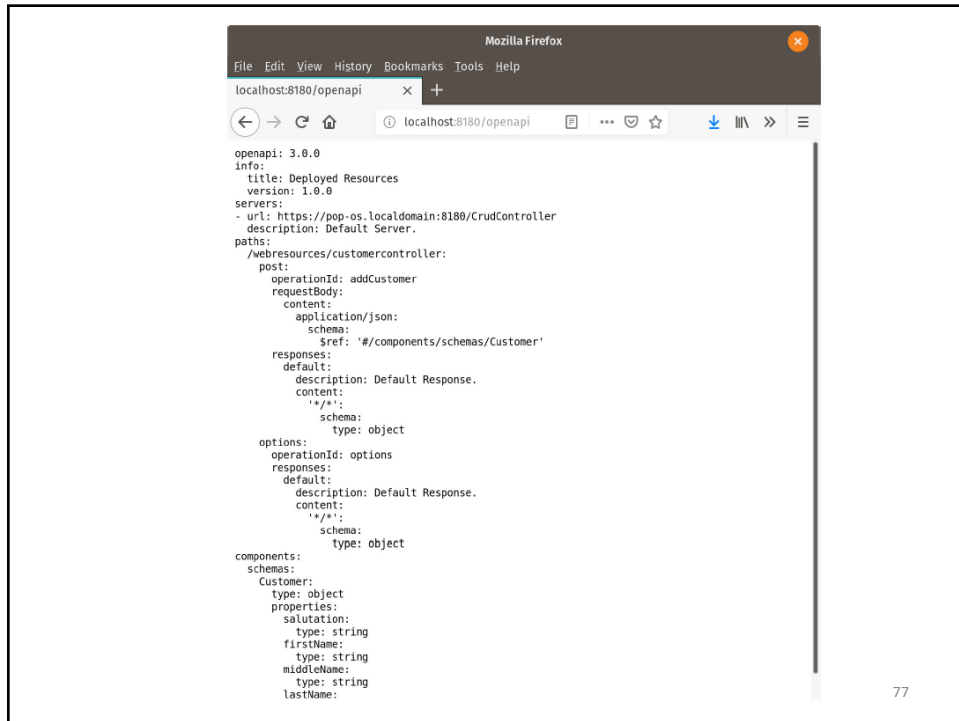 Mozilla Firefox
File Edit View History Bookmarks Tools Help
localhost:8180/openapi
localhost:8180/openapi
openapi: 3.0.0
info:
  title: Deployed Resources
  version: 1.0.0
servers:
- url: https://pop-os.localdomain:8180/CrudController
  description: Default Server.
paths:
  /webresources/customercontroller:
    post:
      operationId: addCustomer
      requestBody:
        content:
          application/json:
            schema:
              $ref: '#/components/schemas/Customer'
      responses:
        default:
          description: Default Response.
          content:
            '*/*':
              schema:
                type: object
    options:
      operationId: options
      responses:
        default:
          description: Default Response.
          content:
            '*/*':
              schema:
                type: object
components:
  schemas:
    Customer:
      type: object
      properties:
        salutation:
          type: string
        firstName:
          type: string
        middleName:
          type: string
        lastName:
77